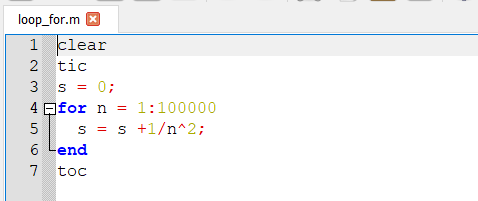 loop_for.m
1 clear
2 tic
3 s = 0;
4 for n = 1:100000
5 s = s +1/n^2;
6 end
7 toc